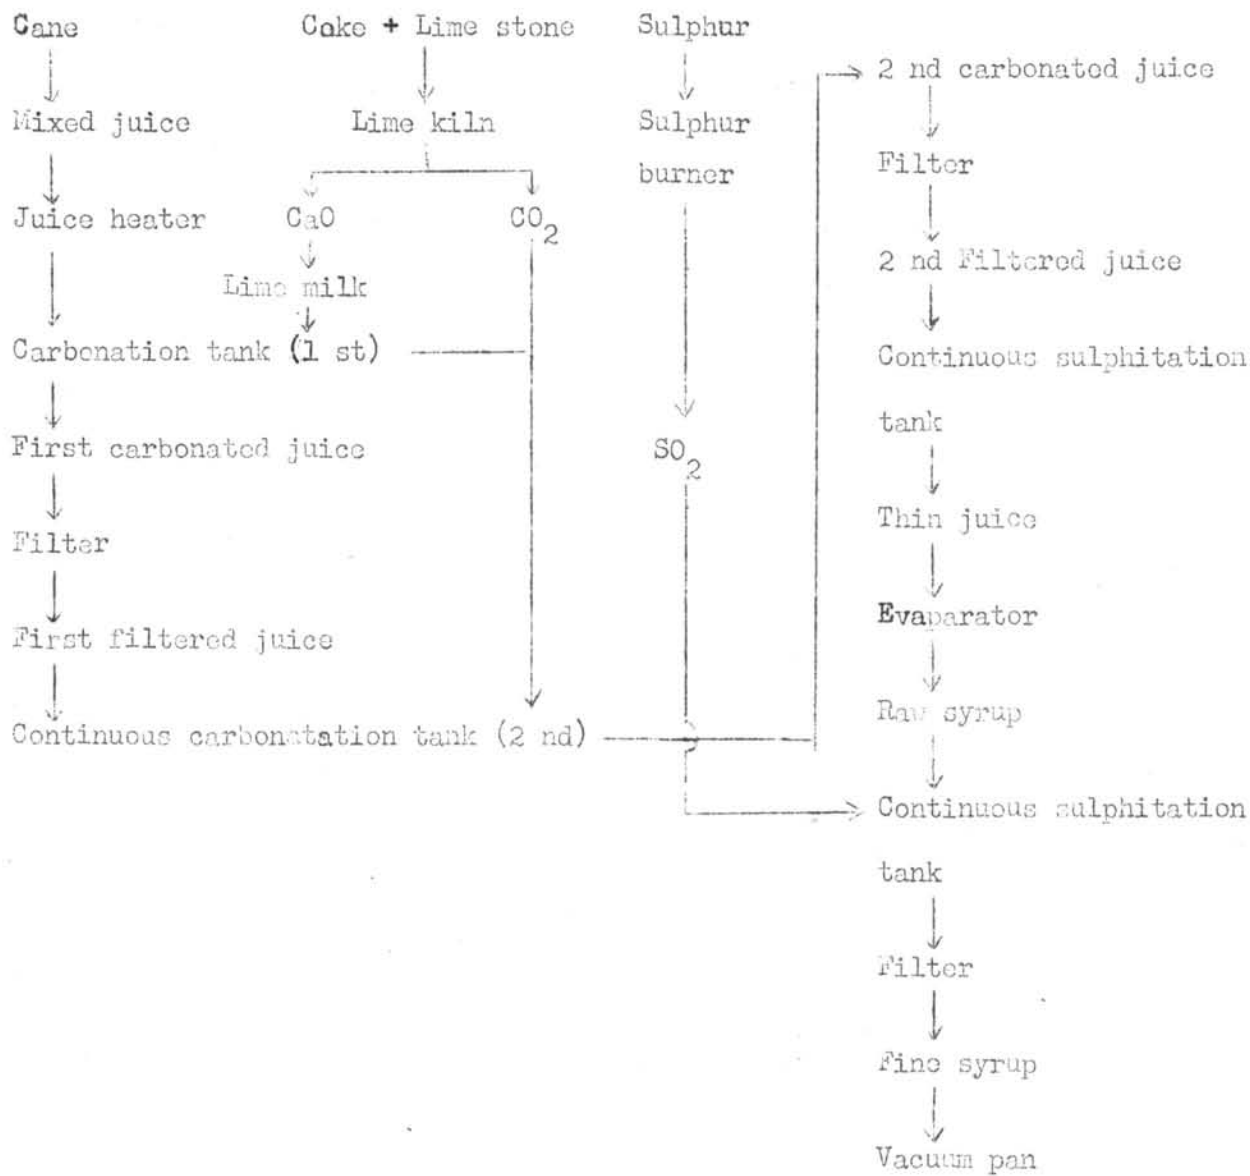 Cane
Coke + Lime stone
Sulphur
Mixed juice
Lime kiln
Sulphur
burner
Juice heater
CaO
CO2
Lime milk
Carbonation tank (1 st)
First carbonated juice
SO2
Filter
First filtered juice
Continuous carbonatation tank (2 nd)
2 nd carbonated juice
Filter
2 nd Filtered juice
Continuous sulphitation
tank
Thin juice
Evaparator
Raw syrup
Continuous sulphitation
tank
Filter
Fine syrup
Vacuum pan